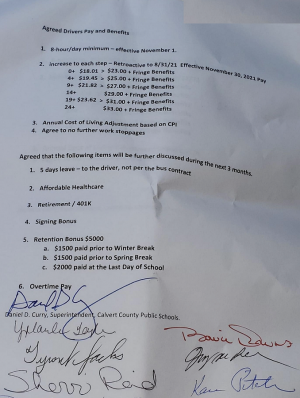 Agreed Drivers Pay and Benefits
1. 8-hour/day minimum – effective November 1.
2. Increase to each step – Retroactive to 8/31/21 Effective November 30, 2021 Pay
0+ $18.01 > $23.00 + Fringe Benefits
4+ $19.45 > $25.00 + Fringe Benefits
9+ $21.82 > $27.00 + Fringe Benefits
14+ $29.00 + Fringe Benefits
19+ $23.62 > $31.00 + Fringe Benefits
24+ $33.00 + Fringe Benefits
3. Annual Cost of Living Adjustment based on CPI
4. Agree to no further work stoppages
Agreed that the following items will be further discussed during the next 3 months.
1. 5 days leave – to the driver, not per the bus contract
2. Affordable Healthcare
3. Retirement / 401K
4. Signing Bonus
5. Retention Bonus $5000
a. $1500 paid prior to Winter Break
b. $1500 paid prior to Spring Break
c. $2000 paid at the Last Day of School
6. Overtime Pay
Daniel D. Curry, Superintendent, Calvert County Public Schools.
Sherry Reid